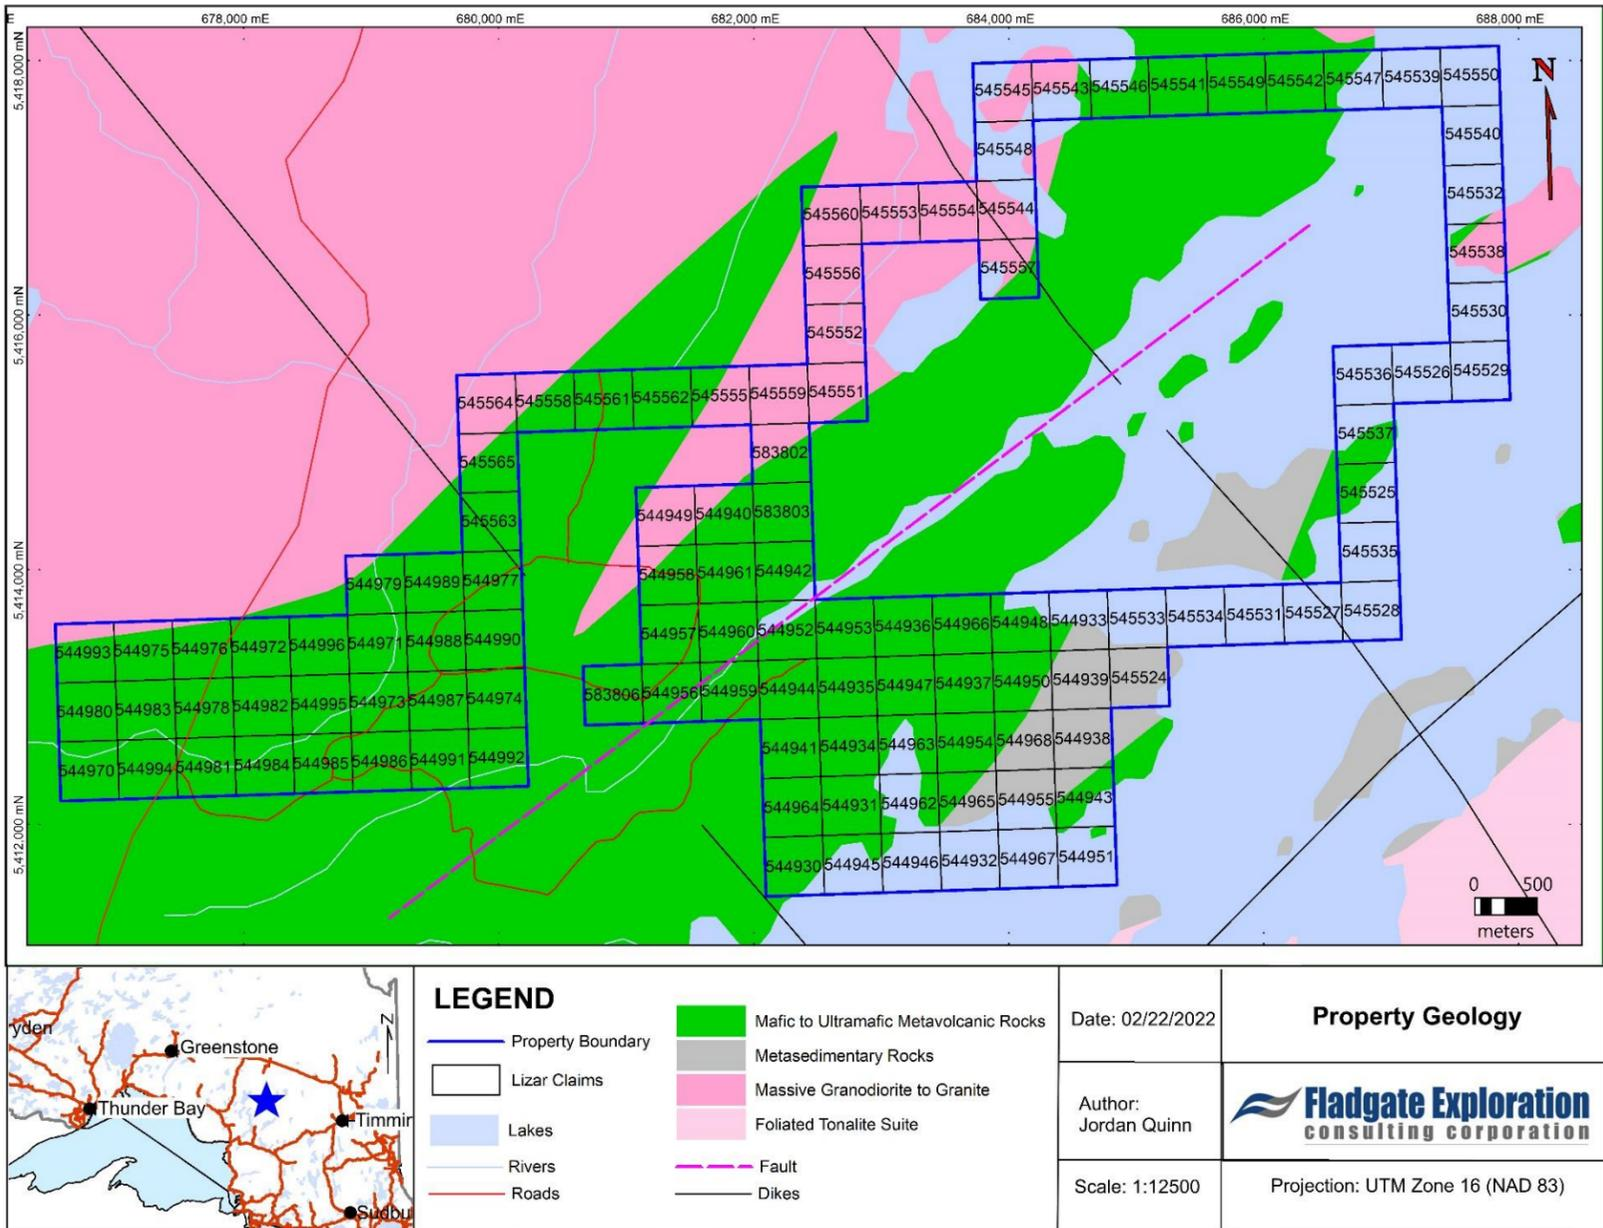 E
678,000 mE
680,000 mE
682,000 mE
684,000 mE
686,000 mE
688,000 mE
5,418,000 mN
5,416,000 mN
5,414,000 mN
5,412,000 mN
N
545545 545543 545546 545541 545549 545542 545547 545539 545550
545548 545540
545560 545553 545554 545544 545532
545556 545557 545538
545552 545530
545564 545558 545561 545562 545555 545559 545551 545536 545526 545529
545565 583802 545537
545563 544949 544940 583803 545525
544979 544989 544977 544958 544961 544942 545535
544993 544975 544976 544972 544996 544971 544988 544990 544957 544960 544952 544953 544936 544966 544948 544933 545533 545534 545531 545527 545528
544980 544983 544978 544982 544995 544973 544987 544974 583806 544956 544959 544944 544935 544947 544937 544950 544939 545524
544970 544994 544981 544984 544985 544986 544991 544992 544941 544934 544963 544954 544968 544938
544964 544931 544962 544965 544955 544943
544930 544945 544946 544932 544967 544951
0 500
meters
yden
Greenstone
Thunder Bay
Timmir
Sudbu
N
LEGEND
Property Boundary
Lizar Claims
Lakes
Rivers
Roads
Mafic to Ultramafic Metavolcanic Rocks
Metasedimentary Rocks
Massive Granodiorite to Granite
Foliated Tonalite Suite
Fault
Dikes
Date: 02/22/2022
Author:
Jordan Quinn
Scale: 1:12500
Property Geology
Fladgate Exploration
consulting corporation
Projection: UTM Zone 16 (NAD 83)